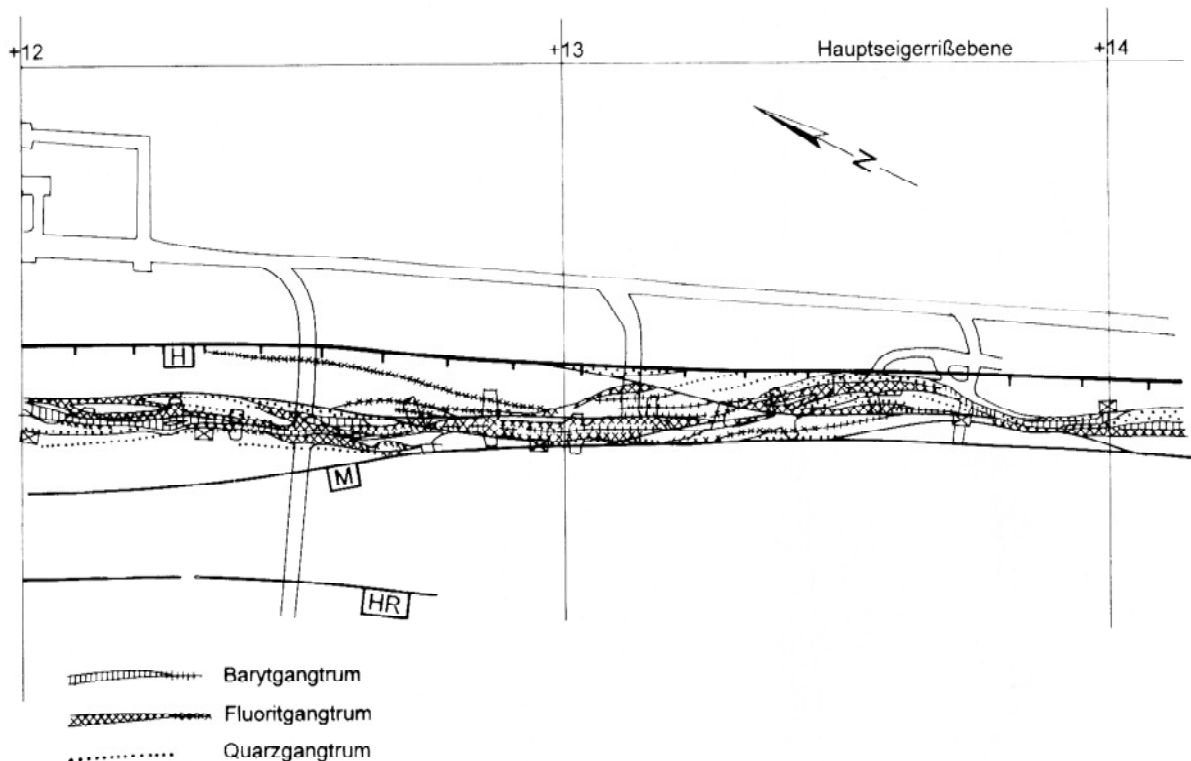 +12
+13
Hauptseigerrißebene
+14
N
H
M
HR
Barytgangtrum
Fluoritgangtrum
Quarzgangtrum